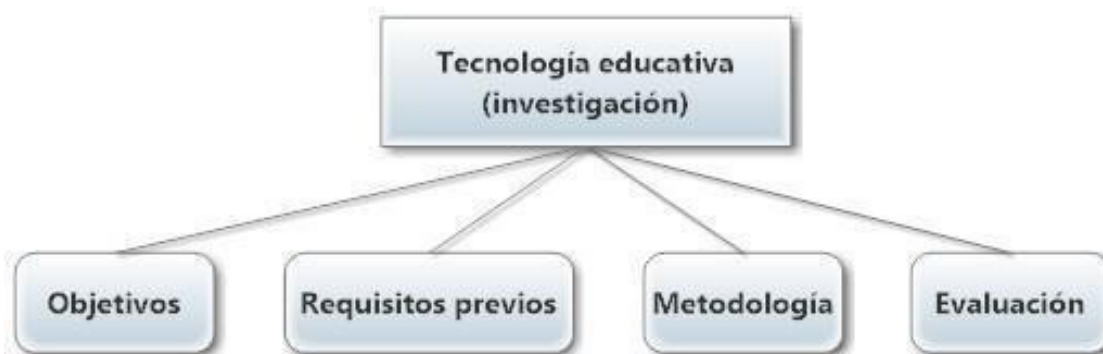 Tecnología educativa
(investigación)
Objetivos
Requisitos previos
Metodología
Evaluación